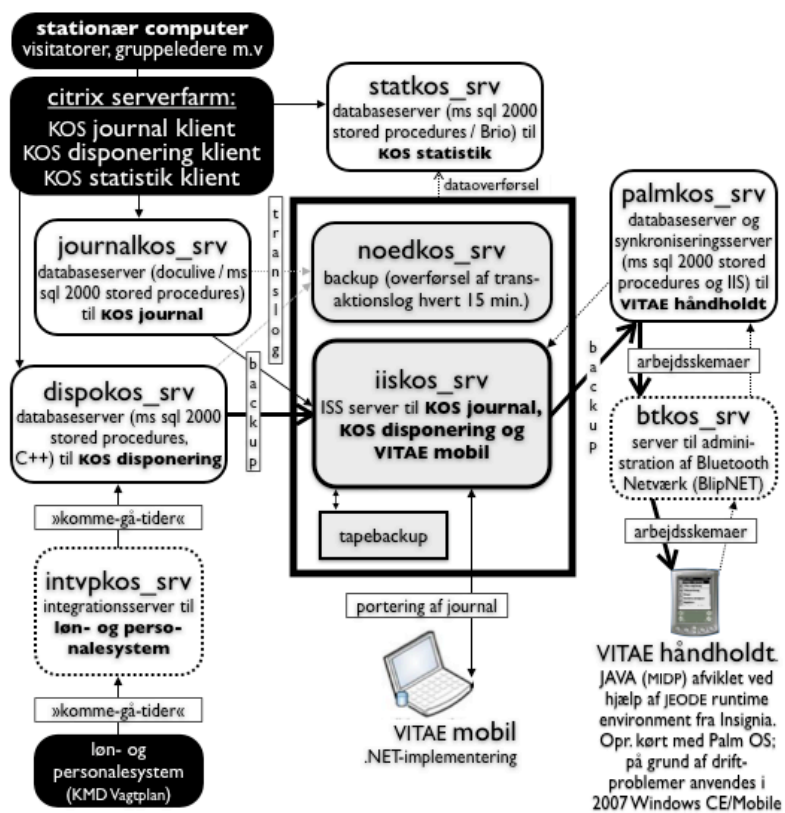 stationær computer
visitatorer, gruppeledere m.v
citrix serverfarm:
KOS journal klient
KOS disponering klient
KOS statistik klient
statkos_srv
databaseserver (ms sql 2000
stored procedures / Brio) til
KOS statistik
dataoverførsel
translog
journalkos_srv
databaseserver (doculive / ms
sql 2000 stored procedures)
til KOS journal
noedkos_srv
backup (overførsel af trans-
aktionslog hvert 15 min.)
palmkos_srv
databaseserver og
synkroniseringsserver
(ms sql 2000 stored
procedures og IIS) til
VITAE håndholdt
dispokos_srv
databaseserver (ms sql 2000
stored procedures,
C++) til KOS disponering
backup
iiskos_srv
ISS server til KOS journal,
KOS disponering og
VITAE mobil
backup
arbejdsskemaer
btkos_srv
server til admini-
stration af Bluetooth
Netværk (BlipNET)
»komme-gå-tider«
tapebackup
arbejdsskemaer
intvpkos_srv
integrationsserver til
løn- og perso-
nalesystem
portering af journal
»komme-gå-tider«
løn- og
personalesystem
(KMD Vagtplan)
VITAE mobil
.NET-implementering
VITAE håndholdt
JAVA (MIDP) afviklet ved
hjælp af JEODE runtime
environment fra Insignia.
Opr. kørt med Palm OS;
på grund af drift-
problemer anvendes i
2007 Windows CE/Mobile